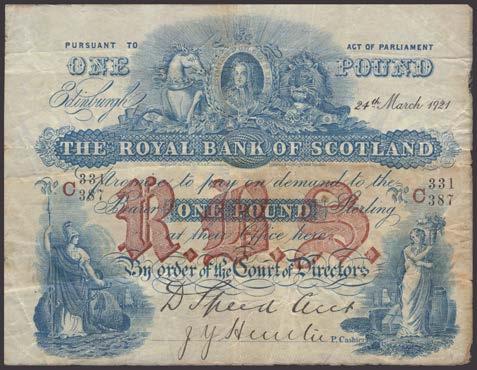 PURSUANT TO ACT OF PARLIAMENT
ONE POUND
Edinburgh 24th March 1921
THE ROYAL BANK OF SCOTLAND
No. C 331/387 Promise to pay on demand to the No. C 331/387
Bearer ONE POUND Sterling
R.B.S.
at their Office here
By order of the Court of Directors
D Speed Acct
P. Cashier